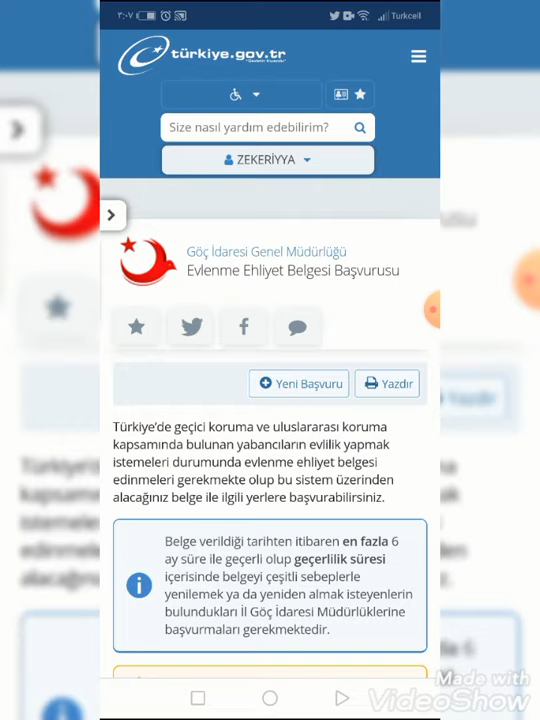 ٣:٠٧
Turkcell
türkiye.gov.tr
Size nasıl yardım edebilirim?
ZEKERİYYA
Göç İdaresi Genel Müdürlüğü
Evlenme Ehliyet Belgesi Başvurusu
Yeni Başvuru
Yazdır
Türkiye'de geçici koruma ve uluslararası koruma
kapsamında bulunan yabancıların evlilik yapmak
istemeleri durumunda evlenme ehliyet belgesi
edinmeleri gerekmekte olup bu sistem üzerinden
alacağınız belge ile ilgili yerlere başvurabilirsiniz.
Belge verildiği tarihten itibaren en fazla 6
ay süre ile geçerli olup geçerlilik süresi
içerisinde belgeyi çeşitli sebeplerle
yenilemek ya da yeniden almak isteyenlerin
bulundukları İl Göç İdaresi Müdürlüklerine
başvurmaları gerekmektedir.
Made with
VideoShow